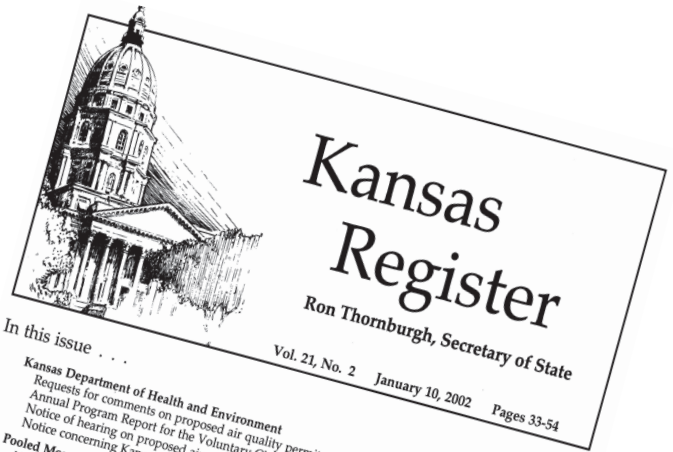 Kansas
Register
Ron Thornburgh, Secretary of State
Vol. 21, No. 2 January 10, 2002 Pages 33-54
In this issue . . .
Kansas Department of Health and Environment
Requests for comments on proposed air quality
Annual Program Report for the Voluntary
Notice of hearing on proposed
Notice concerning
Pooled